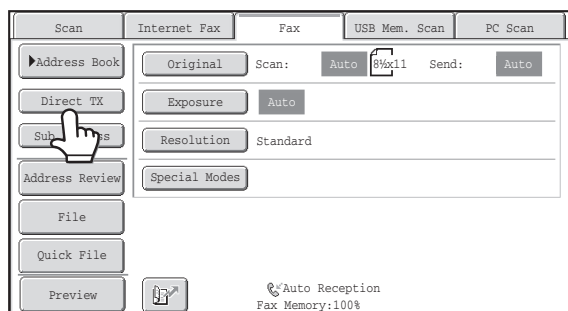 Scan Internet Fax Fax USB Mem. Scan PC Scan
Address Book Original Scan: Auto 8½x11 Send: Auto
Direct TX Exposure Auto
Resolution Standard
Address Review Special Modes
File
Quick File
Preview Auto Reception
Fax Memory:100%